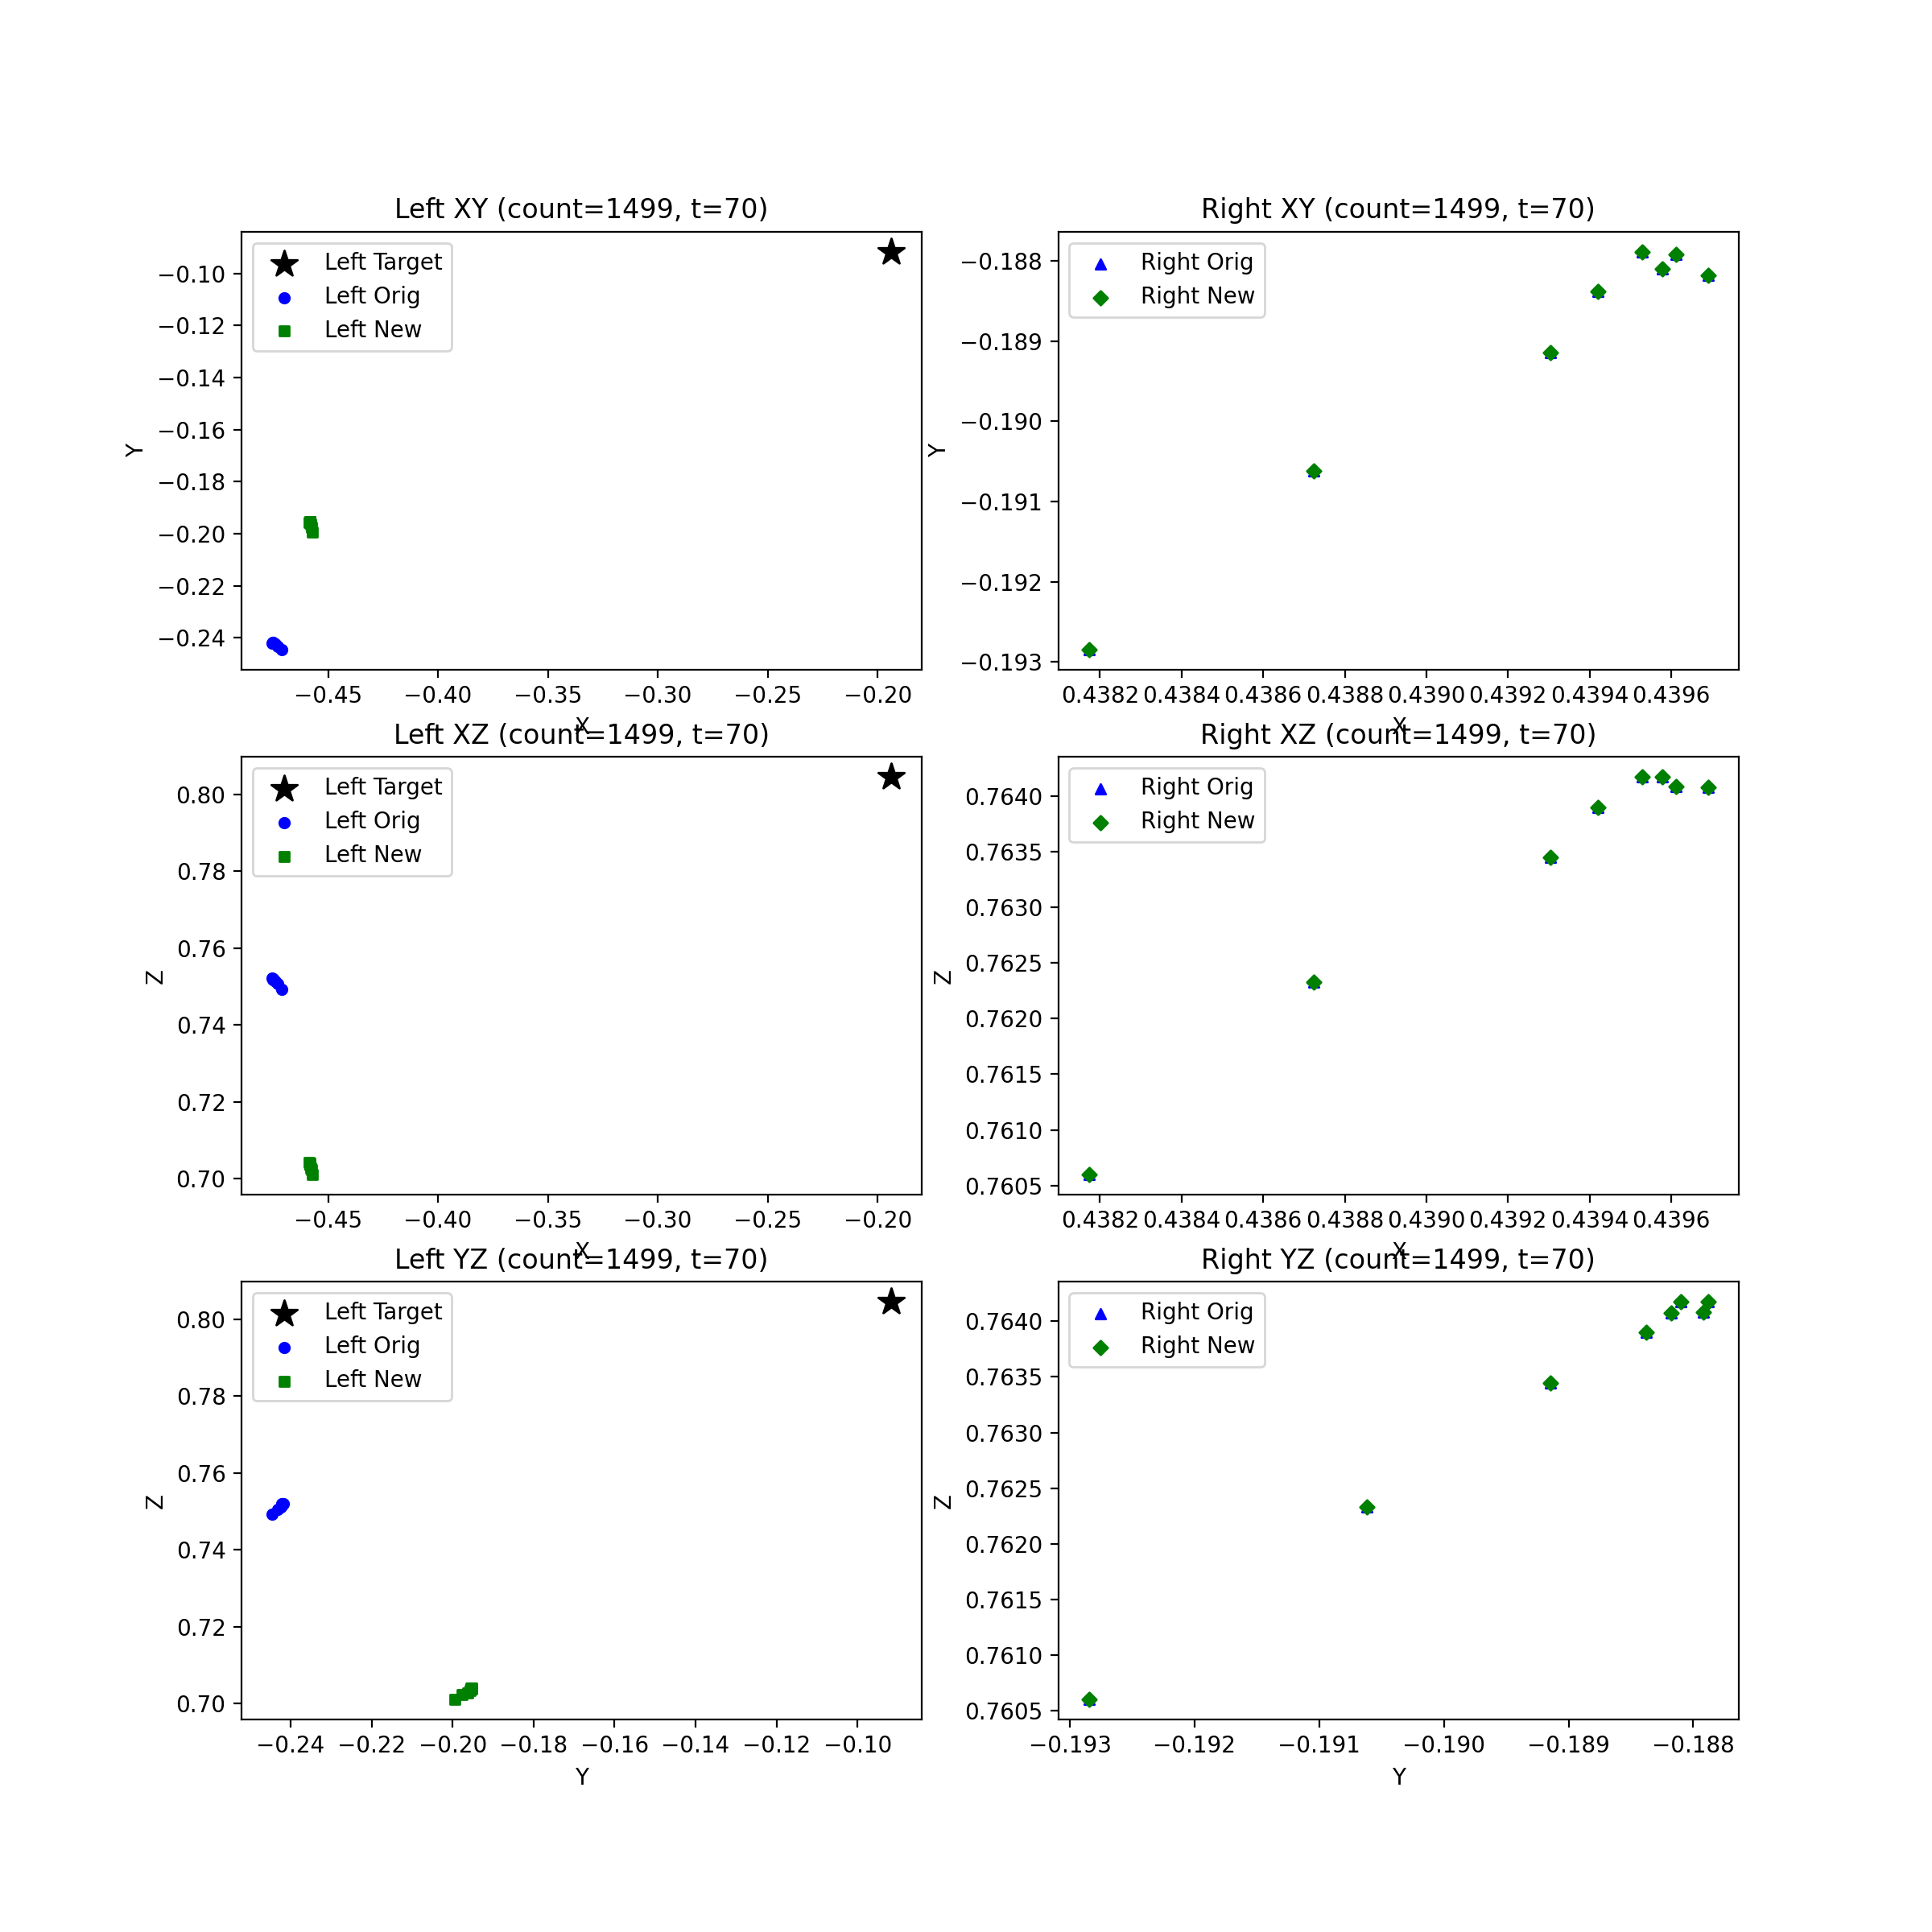 Left XY (count=1499, t=70)
Left Target
Left Orig
Left New
−0.10
−0.12
−0.14
−0.16
−0.18
−0.20
−0.22
−0.24
Y
−0.45 −0.40 −0.35 −0.30 −0.25 −0.20
X
Right XY (count=1499, t=70)
Right Orig
Right New
−0.188
−0.189
−0.190
−0.191
−0.192
−0.193
Y
0.4382 0.4384 0.4386 0.4388 0.4390 0.4392 0.4394 0.4396
X
Left XZ (count=1499, t=70)
Left Target
Left Orig
Left New
0.80
0.78
0.76
0.74
0.72
0.70
Z
−0.45 −0.40 −0.35 −0.30 −0.25 −0.20
X
Right XZ (count=1499, t=70)
Right Orig
Right New
0.7640
0.7635
0.7630
0.7625
0.7620
0.7615
0.7610
0.7605
Z
0.4382 0.4384 0.4386 0.4388 0.4390 0.4392 0.4394 0.4396
X
Left YZ (count=1499, t=70)
Left Target
Left Orig
Left New
0.80
0.78
0.76
0.74
0.72
0.70
Z
−0.24 −0.22 −0.20 −0.18 −0.16 −0.14 −0.12 −0.10
Y
Right YZ (count=1499, t=70)
Right Orig
Right New
0.7640
0.7635
0.7630
0.7625
0.7620
0.7615
0.7610
0.7605
Z
−0.193 −0.192 −0.191 −0.190 −0.189 −0.188
Y